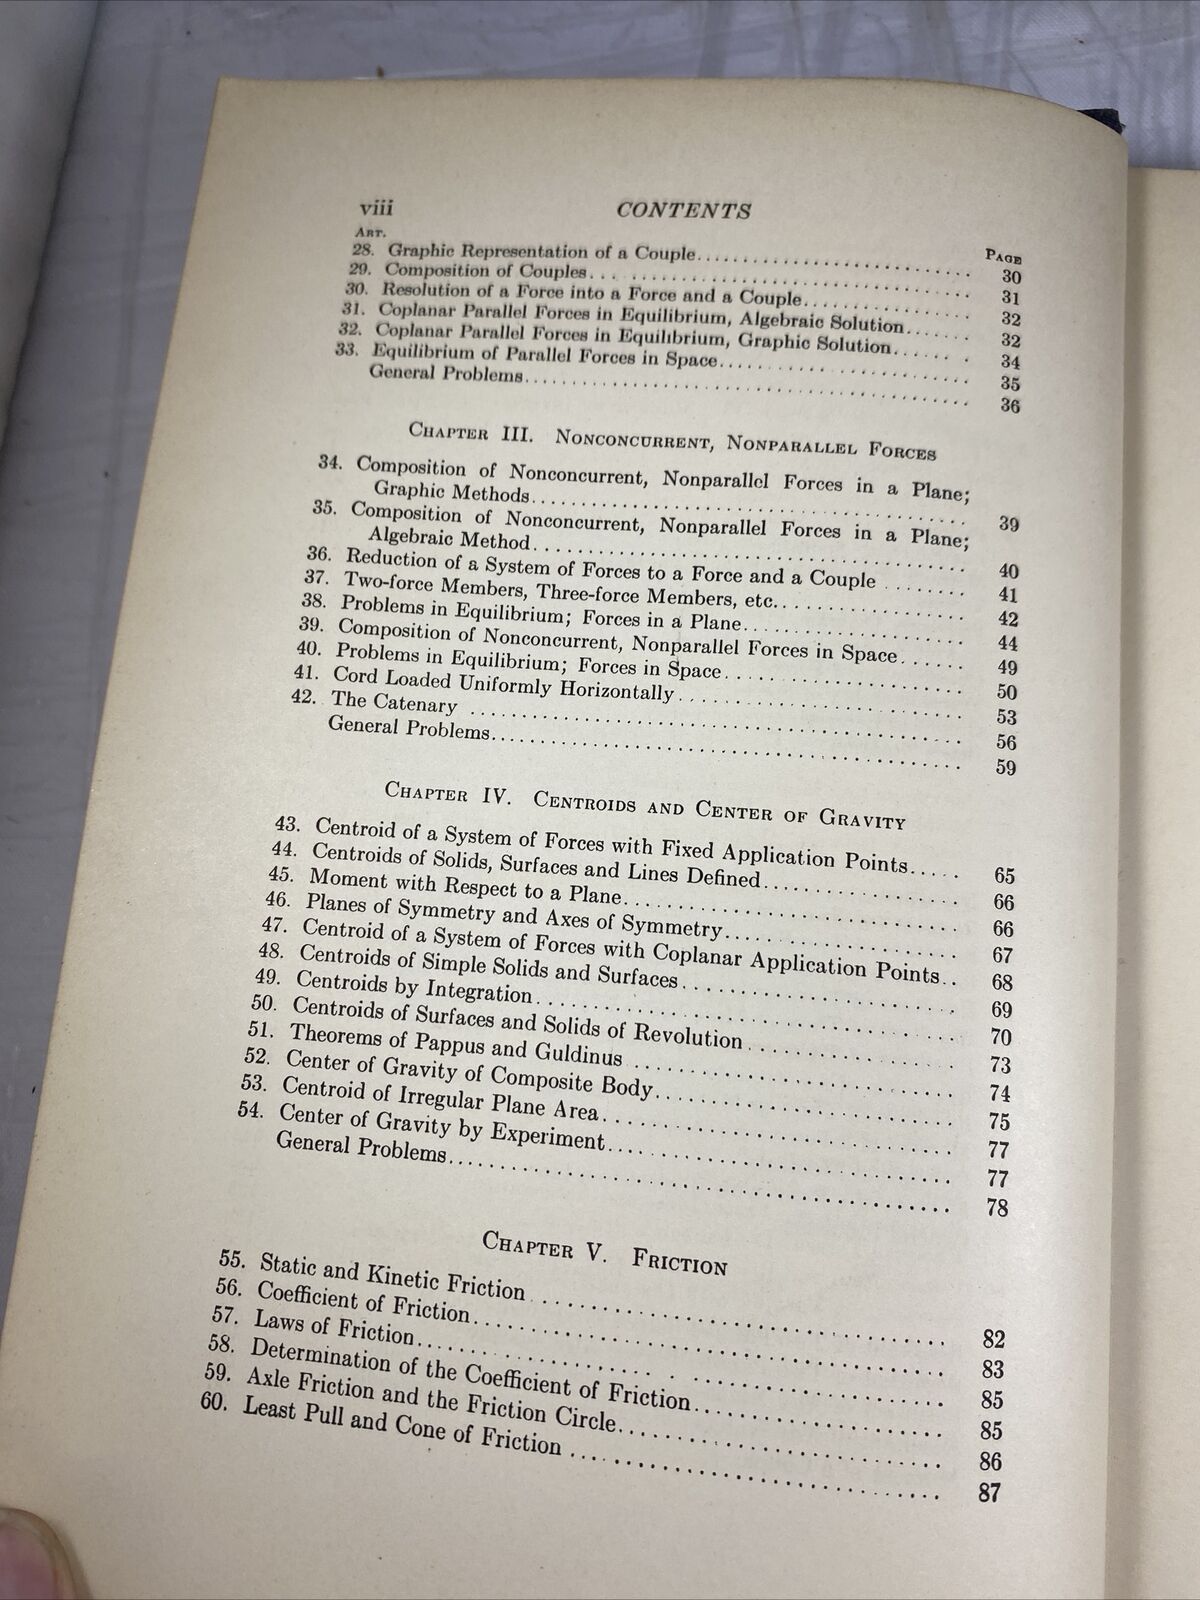 viii CONTENTS
ART. PAGE
28. Graphic Representation of a Couple 30
29. Composition of Couples 31
30. Resolution of a Force into a Force and a Couple 32
31. Coplanar Parallel Forces in Equilibrium, Algebraic Solution 32
32. Coplanar Parallel Forces in Equilibrium, Graphic Solution 34
33. Equilibrium of Parallel Forces in Space 35
General Problems 36
CHAPTER III. NONCONCURRENT, NONPARALLEL FORCES
34. Composition of Nonconcurrent, Nonparallel Forces in a Plane;
Graphic Methods 39
35. Composition of Nonconcurrent, Nonparallel Forces in a Plane;
Algebraic Method 40
36. Reduction of a System of Forces to a Force and a Couple 41
37. Two-force Members, Three-force Members, etc. 42
38. Problems in Equilibrium; Forces in a Plane 44
39. Composition of Nonconcurrent, Nonparallel Forces in Space 49
40. Problems in Equilibrium; Forces in Space 50
41. Cord Loaded Uniformly Horizontally 53
42. The Catenary 56
General Problems 59
CHAPTER IV. CENTROIDS AND CENTER OF GRAVITY
43. Centroid of a System of Forces with Fixed Application Points 65
44. Centroids of Solids, Surfaces and Lines Defined 66
45. Moment with Respect to a Plane 66
46. Planes of Symmetry and Axes of Symmetry 67
47. Centroid of a System of Forces with Coplanar Application Points 68
48. Centroids of Simple Solids and Surfaces 69
49. Centroids by Integration 70
50. Centroids of Surfaces and Solids of Revolution 73
51. Theorems of Pappus and Guldinus 74
52. Center of Gravity of Composite Body 75
53. Centroid of Irregular Plane Area 77
54. Center of Gravity by Experiment 77
General Problems 78
CHAPTER V. FRICTION
55. Static and Kinetic Friction 82
56. Coefficient of Friction 83
57. Laws of Friction 85
58. Determination of the Coefficient of Friction 85
59. Axle Friction and the Friction Circle 86
60. Least Pull and Cone of Friction 87